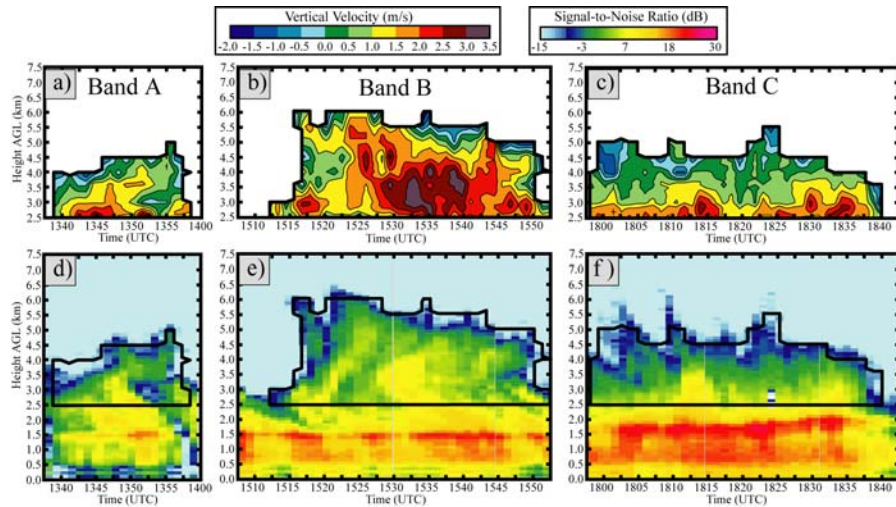 Vertical Velocity (m/s)
-2.0 -1.5 -1.0 -0.5 0.0 0.5 1.0 1.5 2.0 2.5 3.0 3.5
Signal-to-Noise Ratio (dB)
-15 -3 7 18 30
a) Band A
b) Band B
c) Band C
Height AGL (km)
7.5
7.0
6.5
6.0
5.5
5.0
4.5
4.0
3.5
3.0
2.5
1340 1345 1350 1355 1400
1510 1515 1520 1525 1530 1535 1540 1545 1550
1800 1805 1810 1815 1820 1825 1830 1835 1840
Time (UTC) Time (UTC) Time (UTC)
d)
e)
f)
Height AGL (km)
7.5
7.0
6.5
6.0
5.5
5.0
4.5
4.0
3.5
3.0
2.5
2.0
1.5
1.0
0.5
0.0
1340 1345 1350 1355 1400
1510 1515 1520 1525 1530 1535 1540 1545 1550
1800 1805 1810 1815 1820 1825 1830 1835 1840
Time (UTC) Time (UTC) Time (UTC)